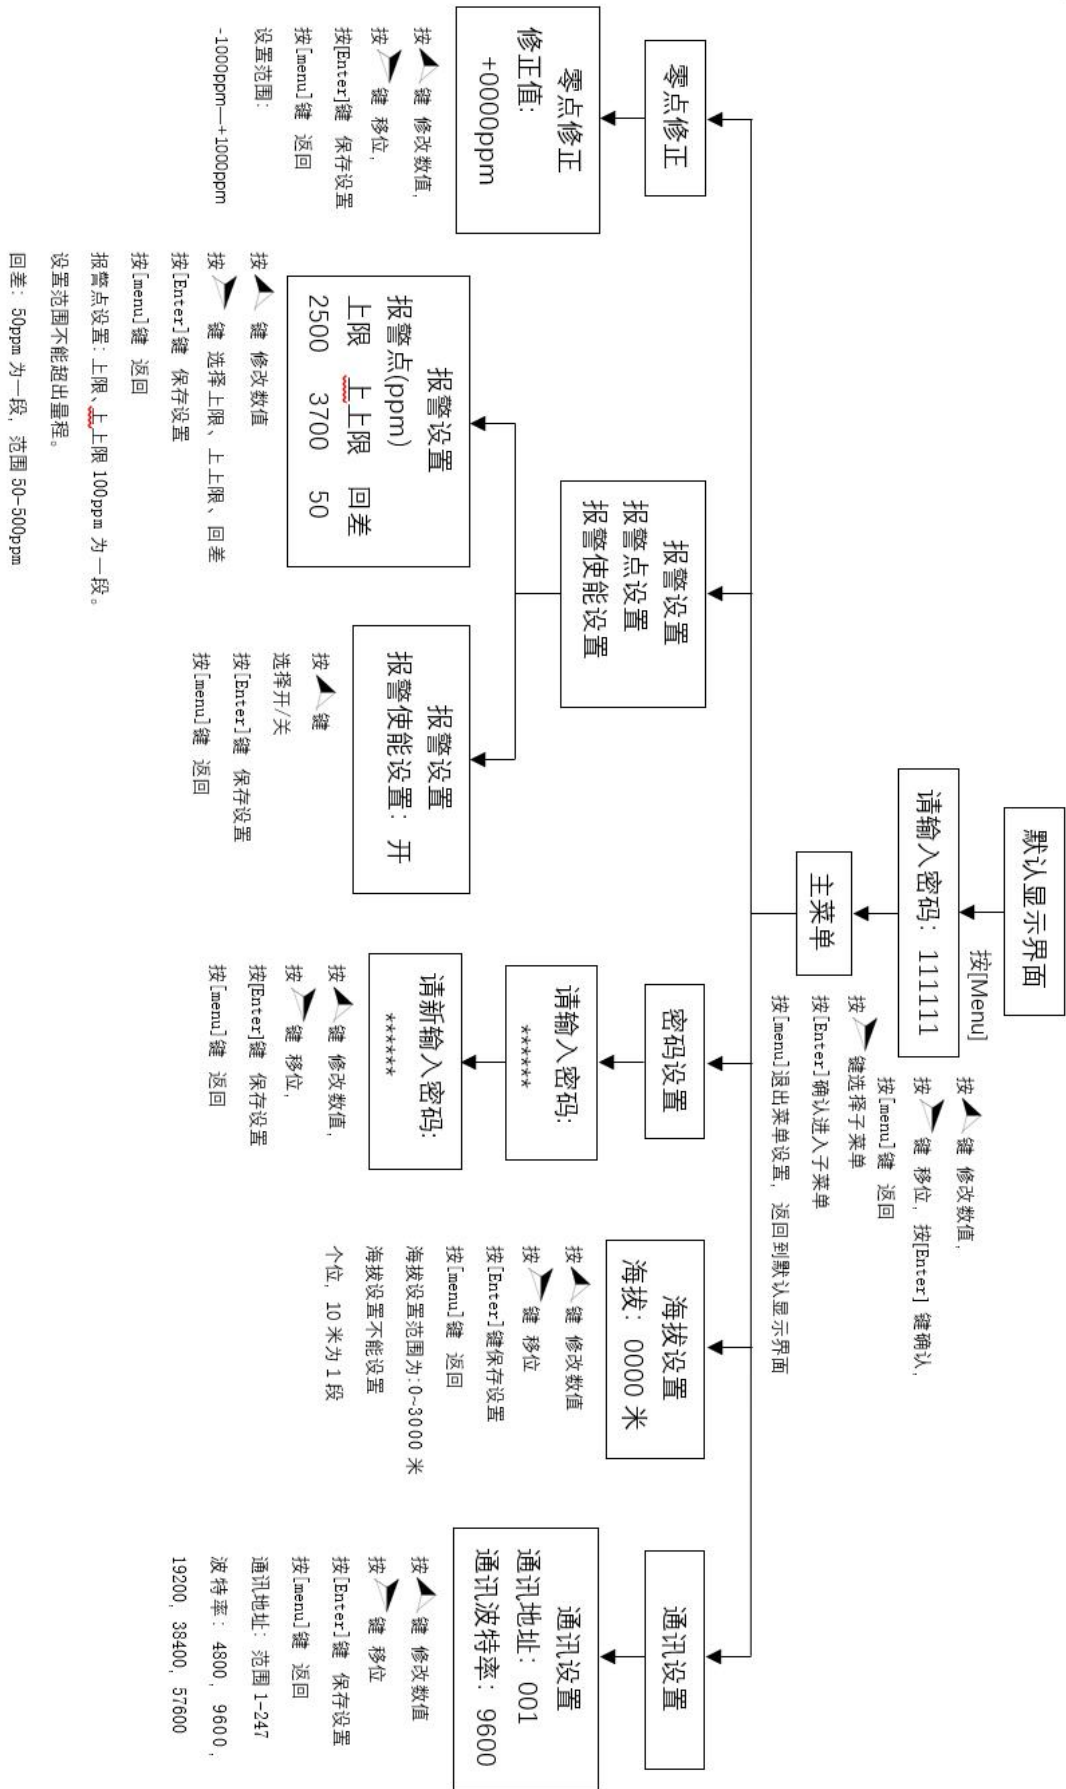 默认显示界面
按[Menu]
请输入密码：111111
按 键 修改数值，
按 键 移位，按[Enter] 键确认，
按[menu]键 返回
主菜单
按 键选择子菜单
按[Enter]确认进入子菜单
按[menu]退出菜单设置，返回到默认显示界面
零点修正
零点修正
修正值：
+0000ppm
按 键 修改数值，
按 键 移位，
按[Enter]键 保存设置
按[menu]键 返回
设置范围：
-1000ppm—+1000ppm
报警设置
报警点设置
报警使能设置
报警设置
报警点(ppm)
上限 上上限 回差
2500 3700 50
按 键 修改数值
按 键 选择上限、上上限、回差
按[Enter]键 保存设置
按[menu]键 返回
报警点设置：上限、上上限 100ppm 为一段。
设置范围不能超出量程。
回差：50ppm 为一段，范围 50-500ppm
报警设置
报警使能设置：开
按 键
选择开/关
按[Enter]键 保存设置
按[menu]键 返回
密码设置
请输入密码：
******
请新输入密码：
******
按 键 修改数值，
按 键 移位，
按[Enter]键 保存设置
按[menu]键 返回
海拔设置
海拔：0000 米
按 键 修改数值
按 键 移位
按[Enter]键保存设置
按[menu]键 返回
海拔设置范围为:0~3000 米
海拔设置不能设置
个位，10 米为 1 段
通讯设置
通讯设置
通讯地址：001
通讯波特率：9600
按 键 修改数值
按 键 移位
按[Enter]键 保存设置
按[menu]键 返回
通讯地址：范围 1-247
波特率：4800，9600，
19200，38400，57600